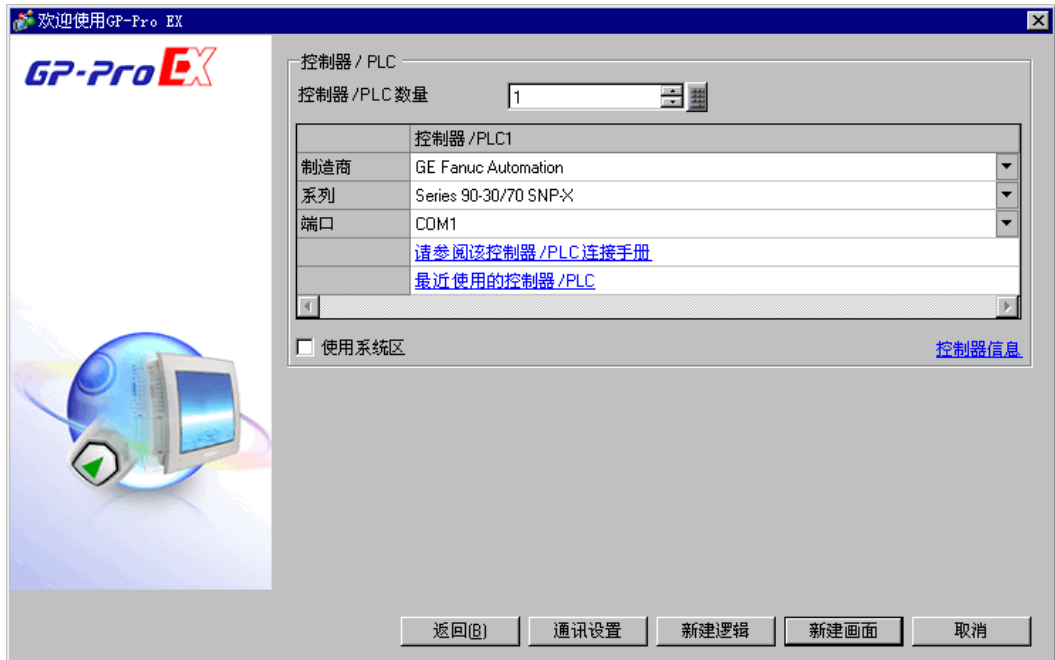 欢迎使用GP-Pro EX
GP-Pro EX
控制器 / PLC
控制器 /PLC 数量 1
控制器 /PLC1
制造商 GE Fanuc Automation
系列 Series 90-30/70 SNP-X
端口 COM1
请参阅该控制器 /PLC 连接手册
最近使用的控制器 /PLC
使用系统区 控制器信息
返回(B) 通讯设置 新建逻辑 新建画面 取消